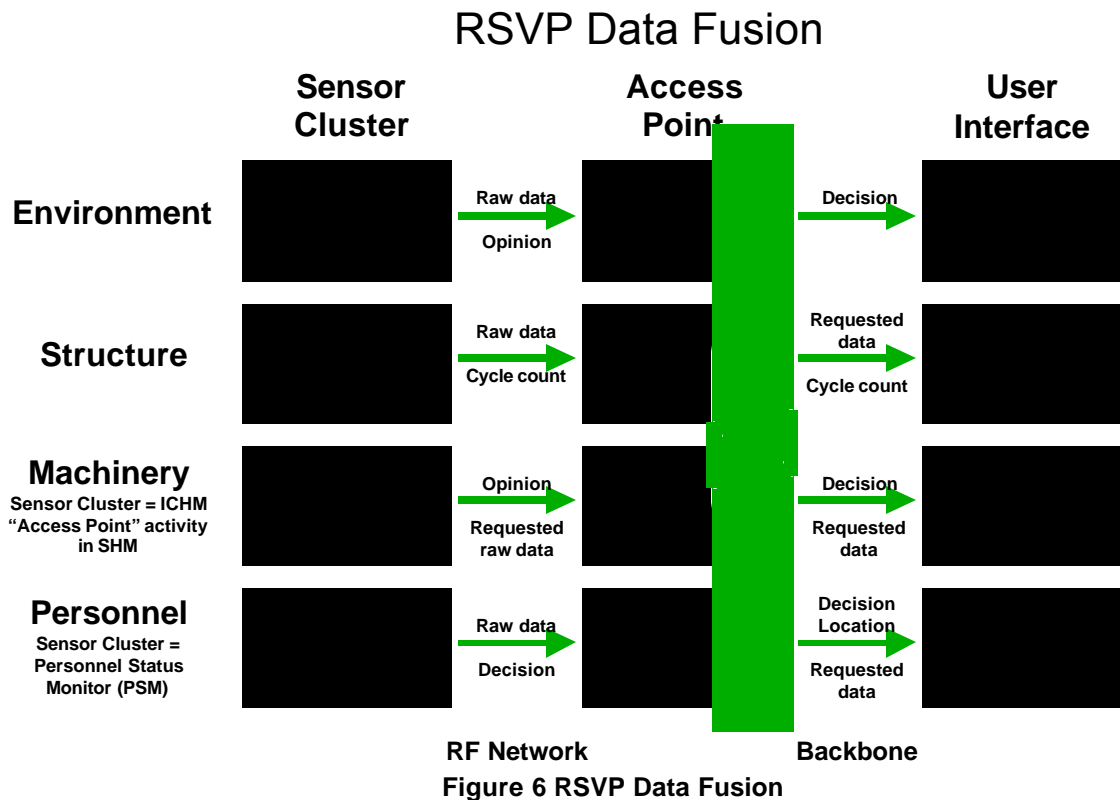 RSVP Data Fusion
Sensor
Cluster
Access
Point
User
Interface
Environment
Raw data
Opinion
Decision
Structure
Raw data
Cycle count
Requested
data
Cycle count
Machinery
Sensor Cluster = ICHM
“Access Point” activity
in SHM
Opinion
Requested
raw data
Decision
Requested
data
Personnel
Sensor Cluster =
Personnel Status
Monitor (PSM)
Raw data
Decision
Decision
Location
Requested
data
RF Network
Backbone
Figure 6 RSVP Data Fusion